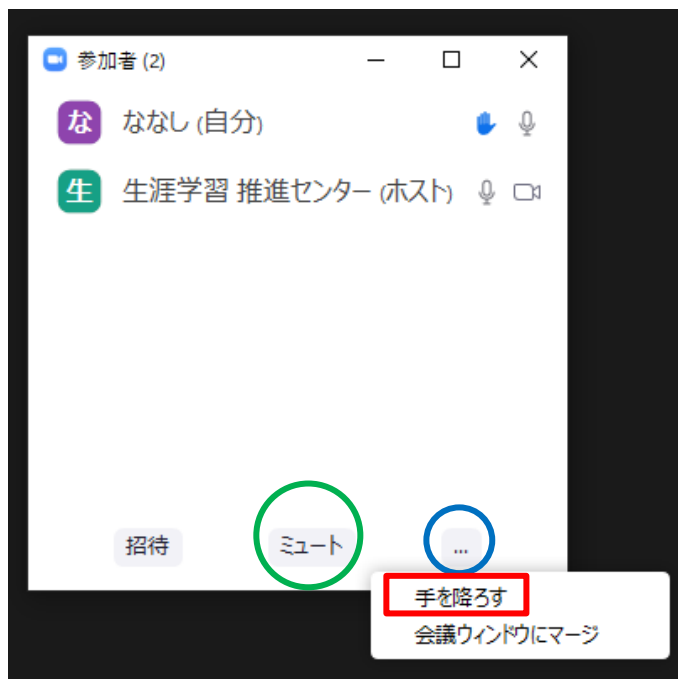 参加者 (2)
な ななし (自分)
生 生涯学習 推進センター (ホスト)
招待 ミュート ...
手を降ろす
会議ウィンドウにマージ